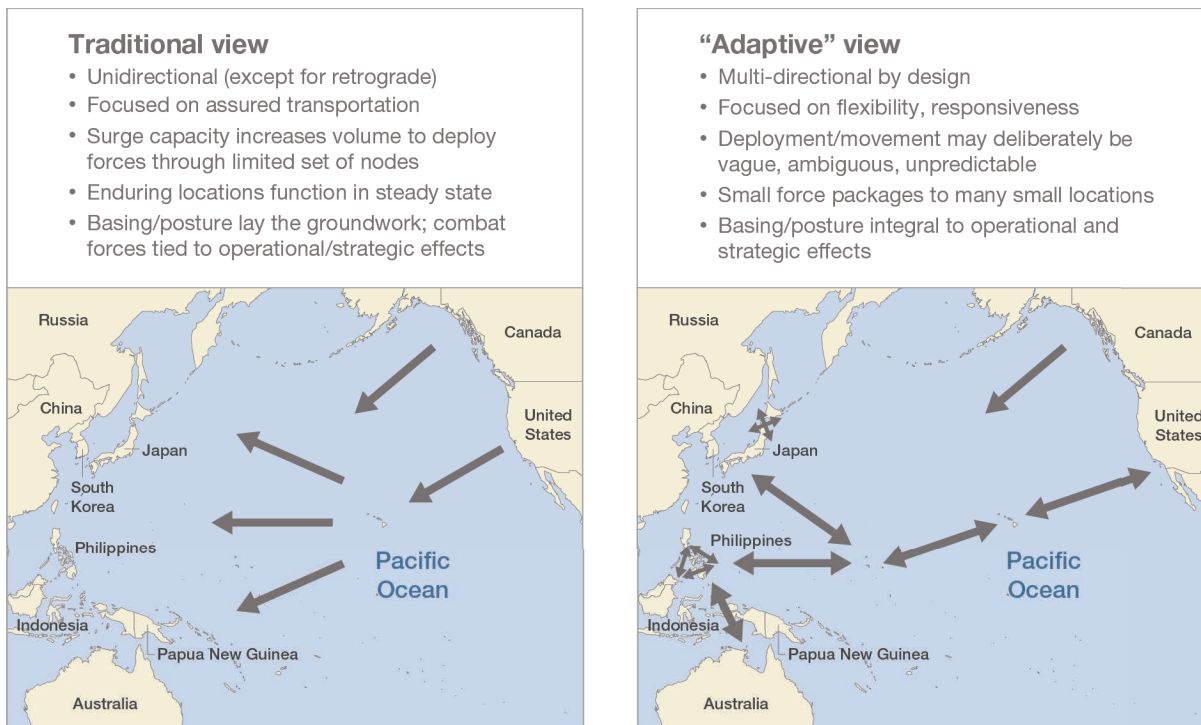 Traditional view
• Unidirectional (except for retrograde)
• Focused on assured transportation
• Surge capacity increases volume to deploy
forces through limited set of nodes
• Enduring locations function in steady state
• Basing/posture lay the groundwork; combat
forces tied to operational/strategic effects
Russia
Canada
China
United
States
Japan
South
Korea
Philippines
Pacific
Ocean
Indonesia
Papua New Guinea
Australia
“Adaptive” view
• Multi-directional by design
• Focused on flexibility, responsiveness
• Deployment/movement may deliberately be
vague, ambiguous, unpredictable
• Small force packages to many small locations
• Basing/posture integral to operational and
strategic effects
Russia
Canada
China
United
States
Japan
South
Korea
Philippines
Pacific
Ocean
Indonesia
Papua New Guinea
Australia